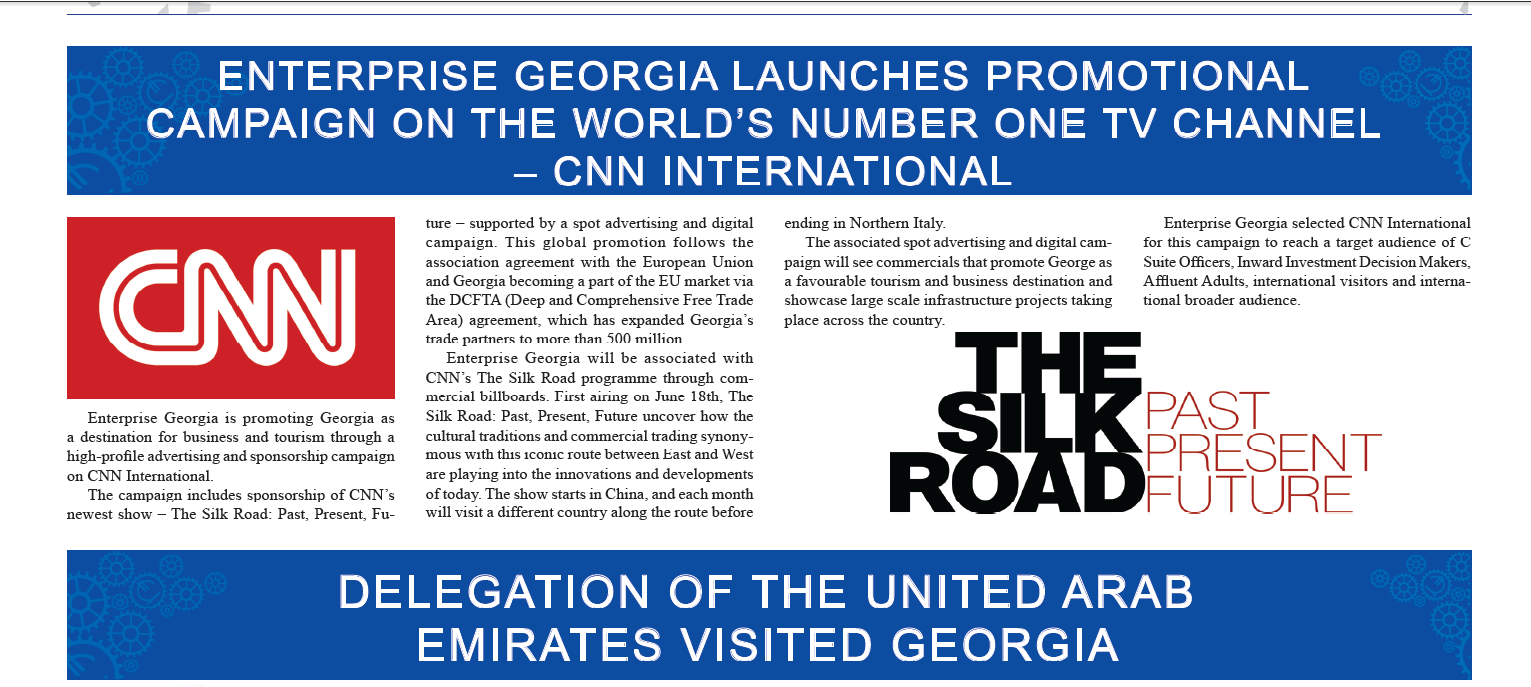 ENTERPRISE GEORGIA LAUNCHES PROMOTIONAL
CAMPAIGN ON THE WORLD'S NUMBER ONE TV CHANNEL
– CNN INTERNATIONAL
CNN
Enterprise Georgia is promoting Georgia as
a destination for business and tourism through a
high-profile advertising and sponsorship campaign
on CNN International.
The campaign includes sponsorship of CNN's
newest show – The Silk Road: Past, Present, Fu-
ture – supported by a spot advertising and digital
campaign. This global promotion follows the
association agreement with the European Union
and Georgia becoming a part of the EU market via
the DCFTA (Deep and Comprehensive Free Trade
Area) agreement, which has expanded Georgia's
trade partners to more than 500 million
Enterprise Georgia will be associated with
CNN's The Silk Road programme through com-
mercial billboards. First airing on June 18th, The
Silk Road: Past, Present, Future uncover how the
cultural traditions and commercial trading synony-
mous with this iconic route between East and West
are playing into the innovations and developments
of today. The show starts in China, and each month
will visit a different country along the route before
ending in Northern Italy.
The associated spot advertising and digital cam-
paign will see commercials that promote George as
a favourable tourism and business destination and
showcase large scale infrastructure projects taking
place across the country.
Enterprise Georgia selected CNN International
for this campaign to reach a target audience of C
Suite Officers, Inward Investment Decision Makers,
Affluent Adults, international visitors and interna-
tional broader audience.
THE
SILK PAST
PRESENT
ROAD FUTURE
DELEGATION OF THE UNITED ARAB
EMIRATES VISITED GEORGIA